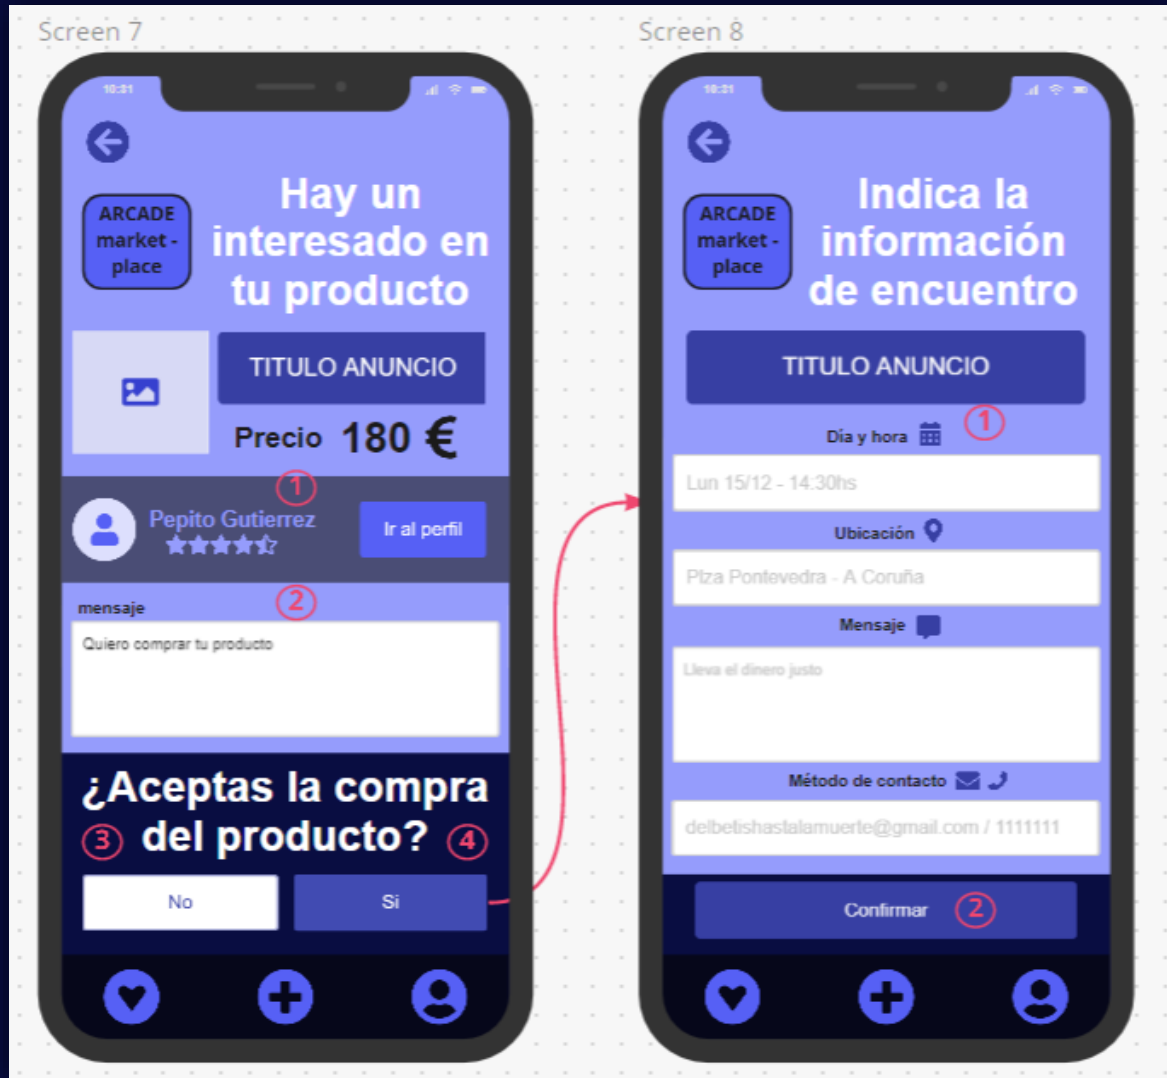 Screen 7
10:31
ARCADE
market -
place
Hay un
interesado en
tu producto
TITULO ANUNCIO
Precio 180 €
1
Pepito Gutierrez
Ir al perfil
2
mensaje
Quiero comprar tu producto
¿Aceptas la compra
3 del producto? 4
No
Si
Screen 8
10:31
ARCADE
market -
place
Indica la
información
de encuentro
TITULO ANUNCIO
Día y hora
1
Lun 15/12 - 14:30hs
Ubicación
Plza Pontevedra - A Coruña
Mensaje
Lleva el dinero justo
Método de contacto
delbetishastalamuerte@gmail.com / 1111111
Confirmar 2